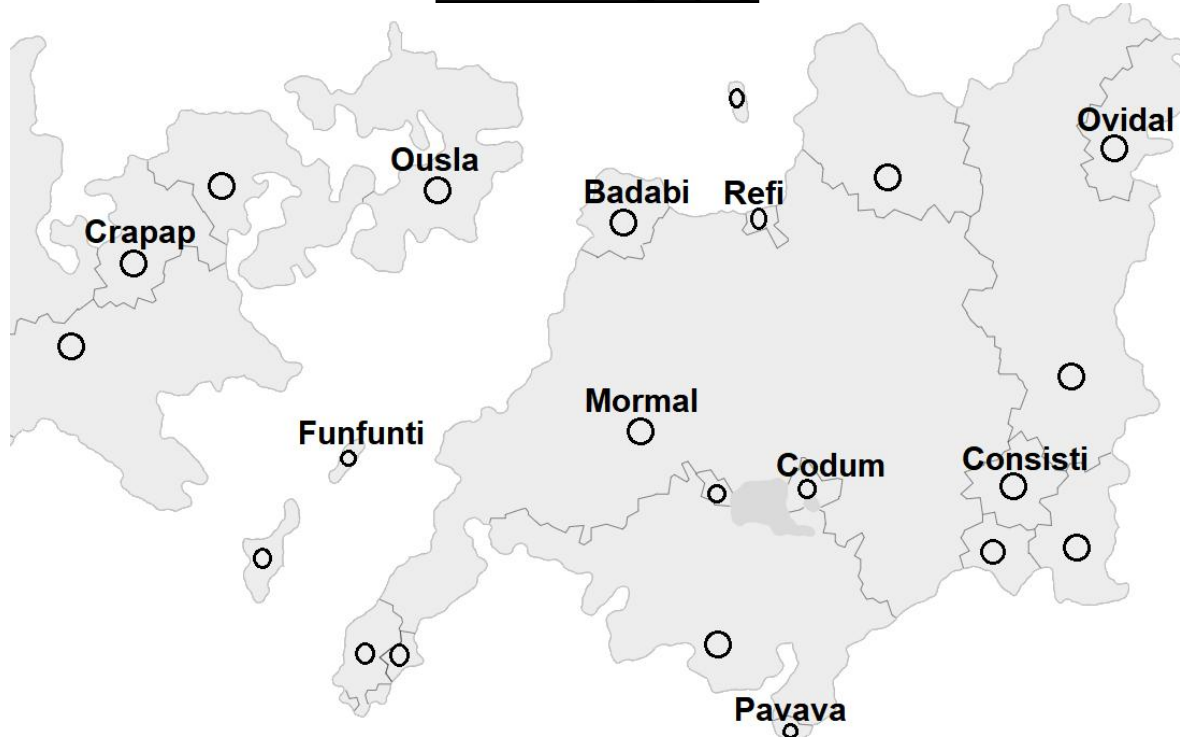 Ovidal
Ousla
Badabi
Refi
Crapap
Mormal
Funfunti
Codum
Consisti
Pavava